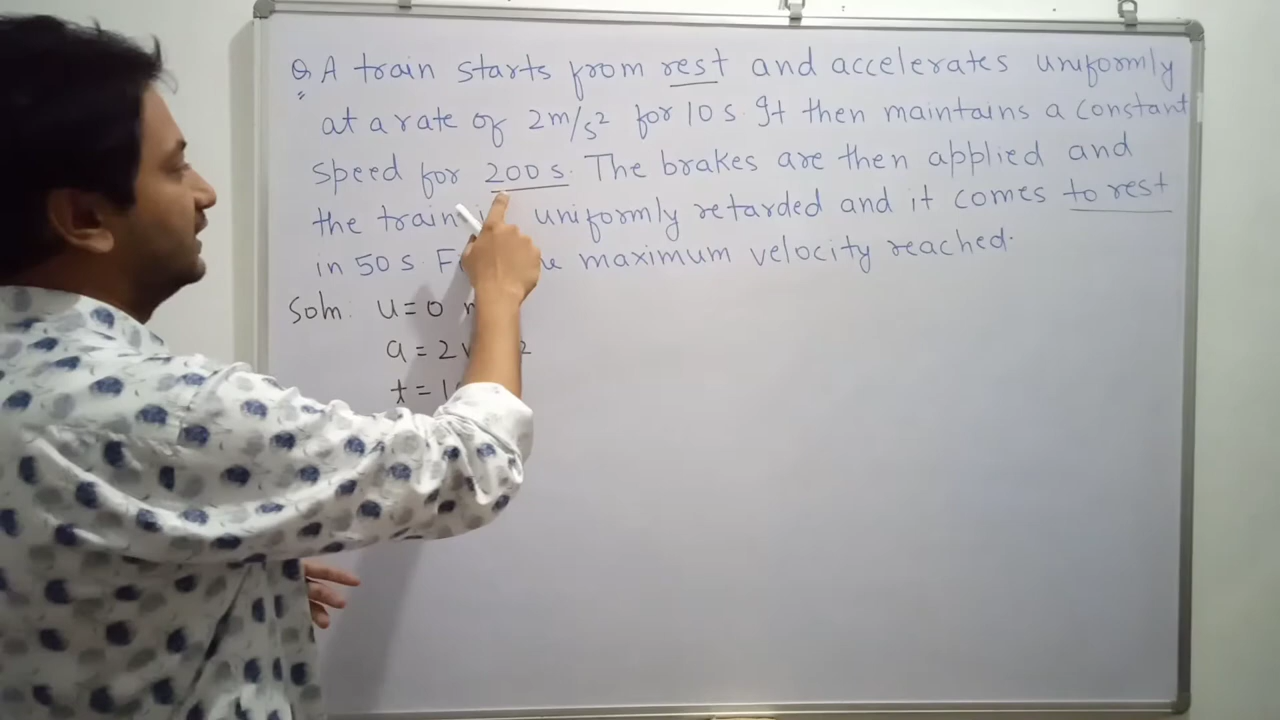 Q A train starts from rest and accelerates uniformly
at a rate of 2m/s² for 10 s. It then maintains a constant
speed for 200 s. The brakes are then applied and
the train uniformly retarded and it comes to rest
in 50 s. maximum velocity reached.
Soln: u=0
a = 2
t =